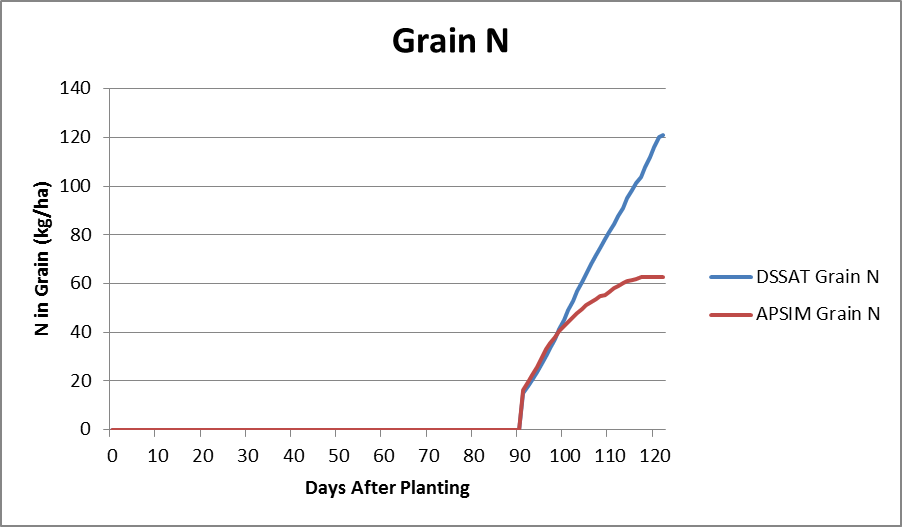 Grain N
140
120
100
80
60
40
20
0
N in Grain (kg/ha)
0 10 20 30 40 50 60 70 80 90 100 110 120
Days After Planting
DSSAT Grain N
APSIM Grain N